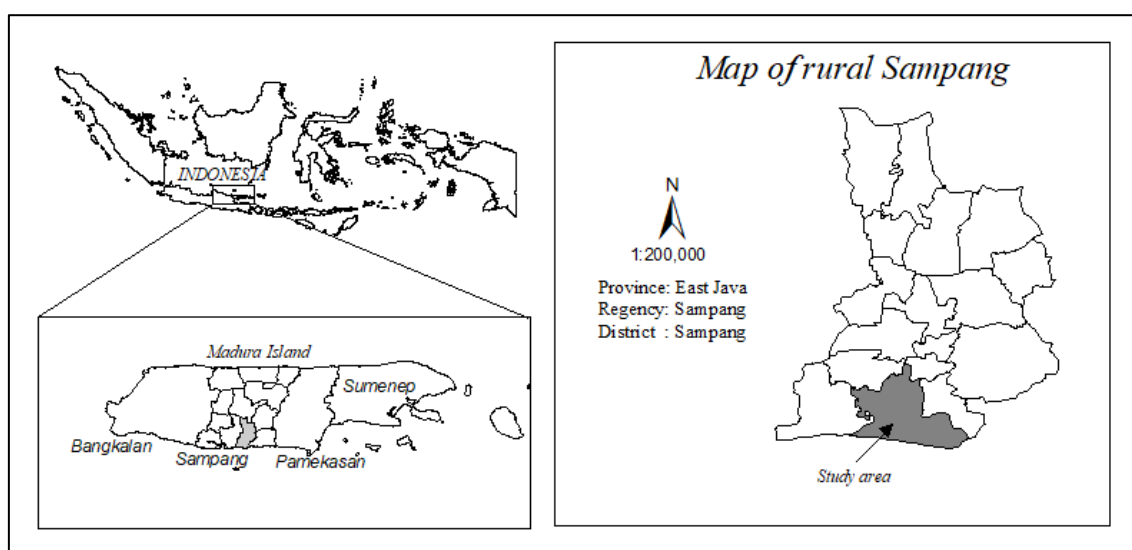 INDONESIA
Madura Island
Sumenep
Bangkalan
Sampang
Pamekasan
Map of rural Sampang
N
1:200,000
Province: East Java
Regency: Sampang
District : Sampang
Study area